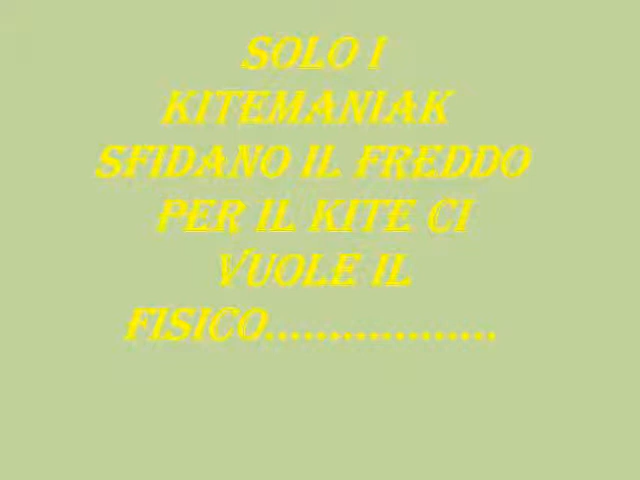 SOLO I
KITEMANIAK
SFIDANO IL FREDDO
PER IL KITE CI
VUOLE IL
FISICO..................